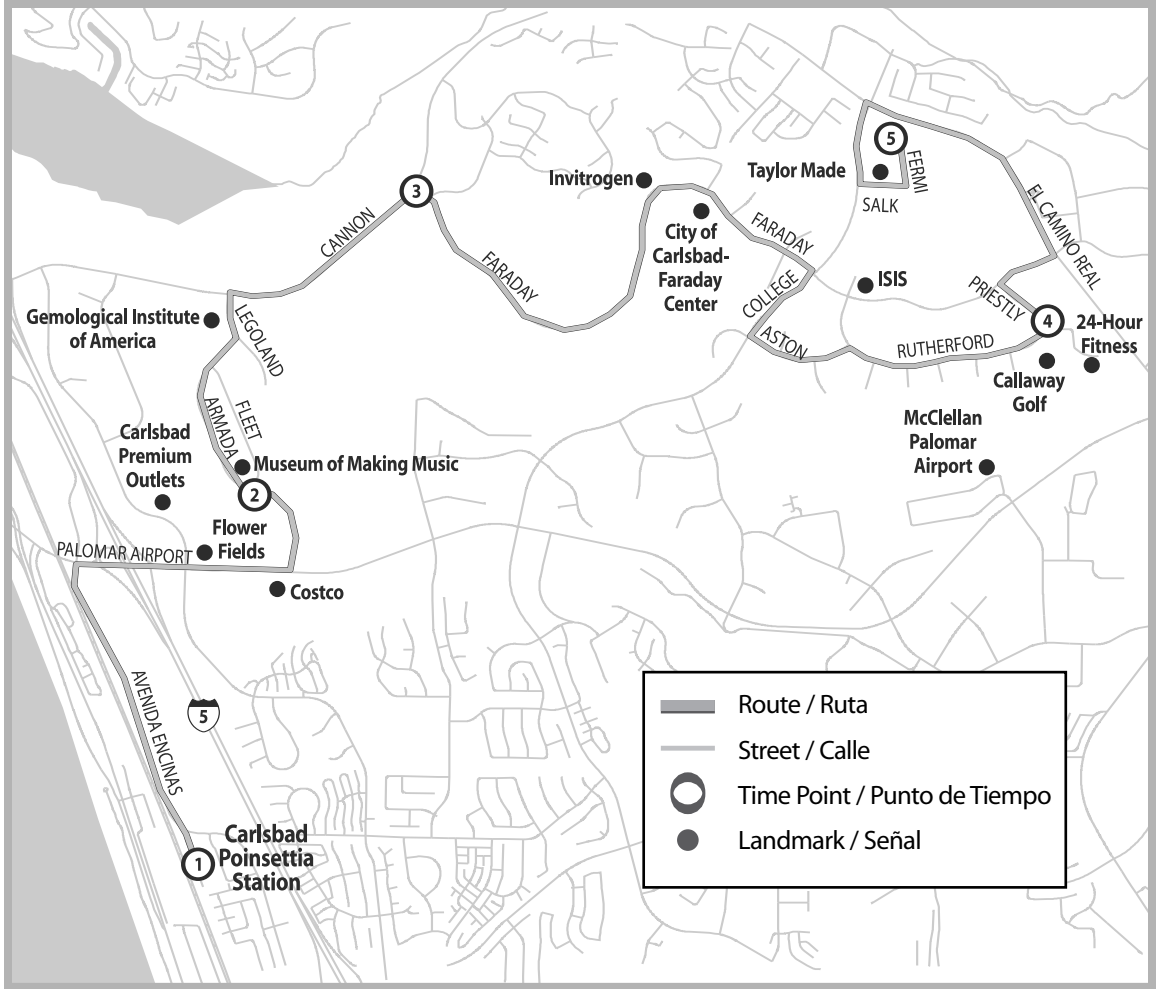 5
Taylor Made
FERMI
SALK
Invitrogen
3
CANNON
FARADAY
City of
Carlsbad-
Faraday
Center
FARADAY
COLLEGE
ISIS
EL CAMINO REAL
PRIESTLY
4
24-Hour
Fitness
ASTON
RUTHERFORD
Callaway
Golf
McClellan
Palomar
Airport
Gemological Institute
of America
LEGOLAND
FLEET
ARMADA
Carlsbad
Premium
Outlets
Museum of Making Music
2
Flower
Fields
PALOMAR AIRPORT
Costco
AVENIDA ENCINAS
5
1
Carlsbad
Poinsettia
Station
Route / Ruta
Street / Calle
Time Point / Punto de Tiempo
Landmark / Señal